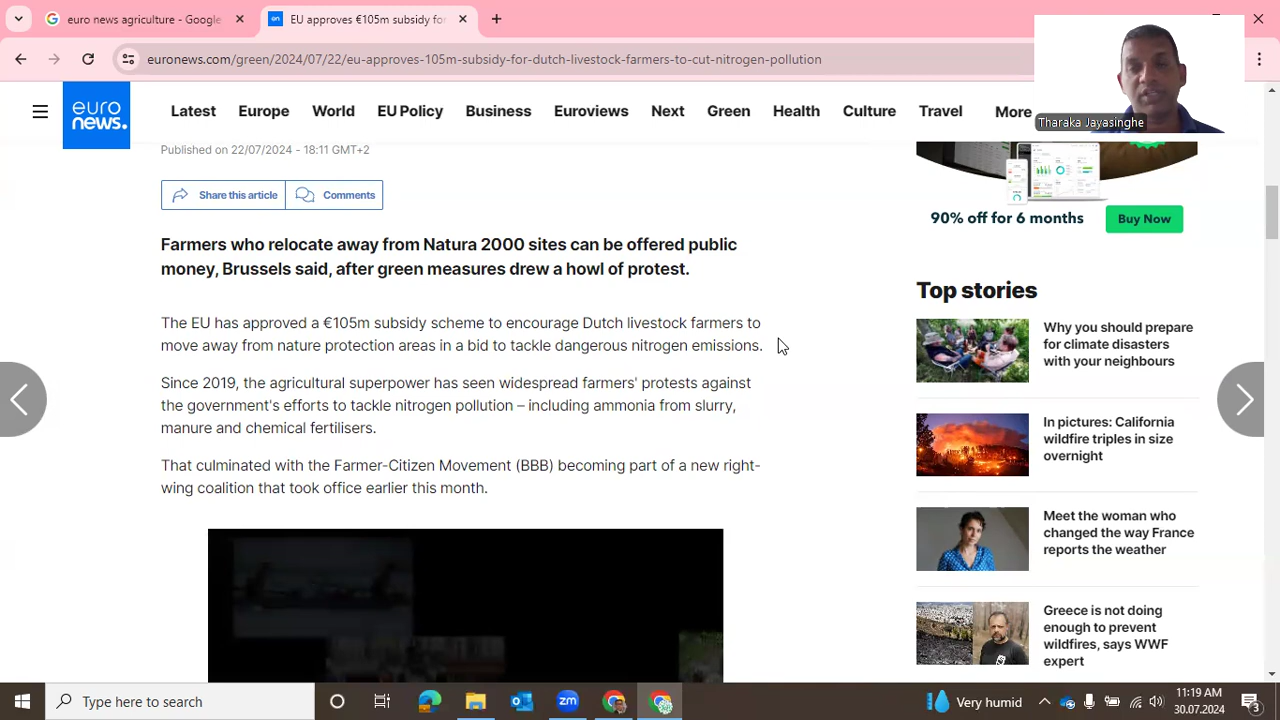 euro news agriculture - Google
EU approves €105m subsidy for
euronews.com/green/2024/07/22/eu-approves-105m-subsidy-for-dutch-livestock-farmers-to-cut-nitrogen-pollution
Tharaka Jayasinghe
euro
news.
Latest
Europe
World
EU Policy
Business
Euroviews
Next
Green
Health
Culture
Travel
More
Published on 22/07/2024 - 18:11 GMT+2
Share this article
Comments
Farmers who relocate away from Natura 2000 sites can be offered public
money, Brussels said, after green measures drew a howl of protest.
The EU has approved a €105m subsidy scheme to encourage Dutch livestock farmers to
move away from nature protection areas in a bid to tackle dangerous nitrogen emissions.
Since 2019, the agricultural superpower has seen widespread farmers' protests against
the government's efforts to tackle nitrogen pollution – including ammonia from slurry,
manure and chemical fertilisers.
That culminated with the Farmer-Citizen Movement (BBB) becoming part of a new right-
wing coalition that took office earlier this month.
90% off for 6 months
Buy Now
Top stories
Why you should prepare
for climate disasters
with your neighbours
In pictures: California
wildfire triples in size
overnight
Meet the woman who
changed the way France
reports the weather
Greece is not doing
enough to prevent
wildfires, says WWF
expert
Type here to search
zm
Very humid
11:19 AM
30.07.2024
3